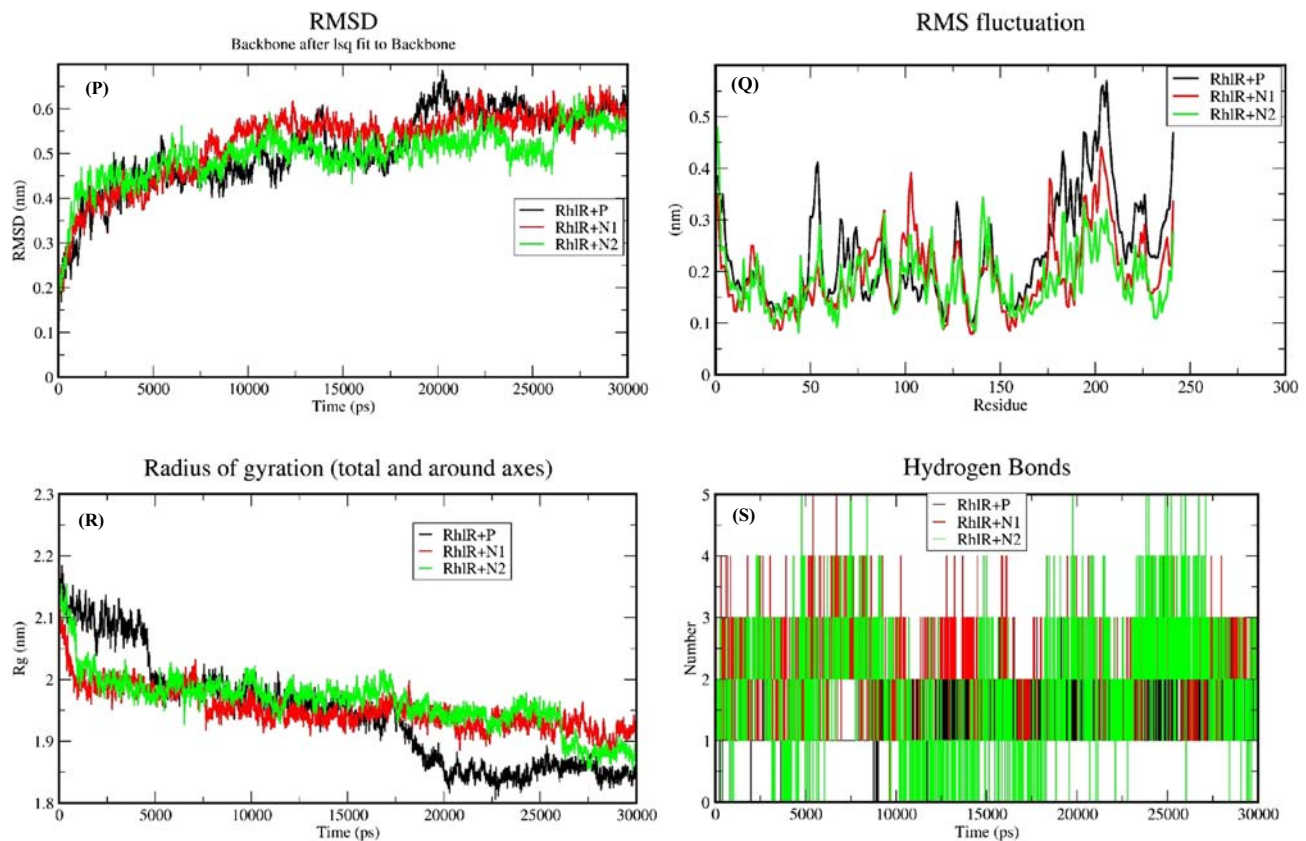 RMSD
Backbone after lsq fit to Backbone
(P)
0.6
0.5
0.4
0.3
0.2
0.1
0
RMSD (nm)
RhlR+P
RhlR+N1
RhlR+N2
0 5000 10000 15000 20000 25000 30000
Time (ps)
RMS fluctuation
(Q)
0.5
0.4
0.3
0.2
0.1
0
(nm)
RhlR+P
RhlR+N1
RhlR+N2
0 50 100 150 200 250 300
Residue
Radius of gyration (total and around axes)
(R)
2.3
2.2
2.1
2
1.9
1.8
Rg (nm)
RhlR+P
RhlR+N1
RhlR+N2
0 5000 10000 15000 20000 25000 30000
Time (ps)
Hydrogen Bonds
(S)
5
4
3
2
1
0
Number
RhlR+P
RhlR+N1
RhlR+N2
0 5000 10000 15000 20000 25000 30000
Time (ps)